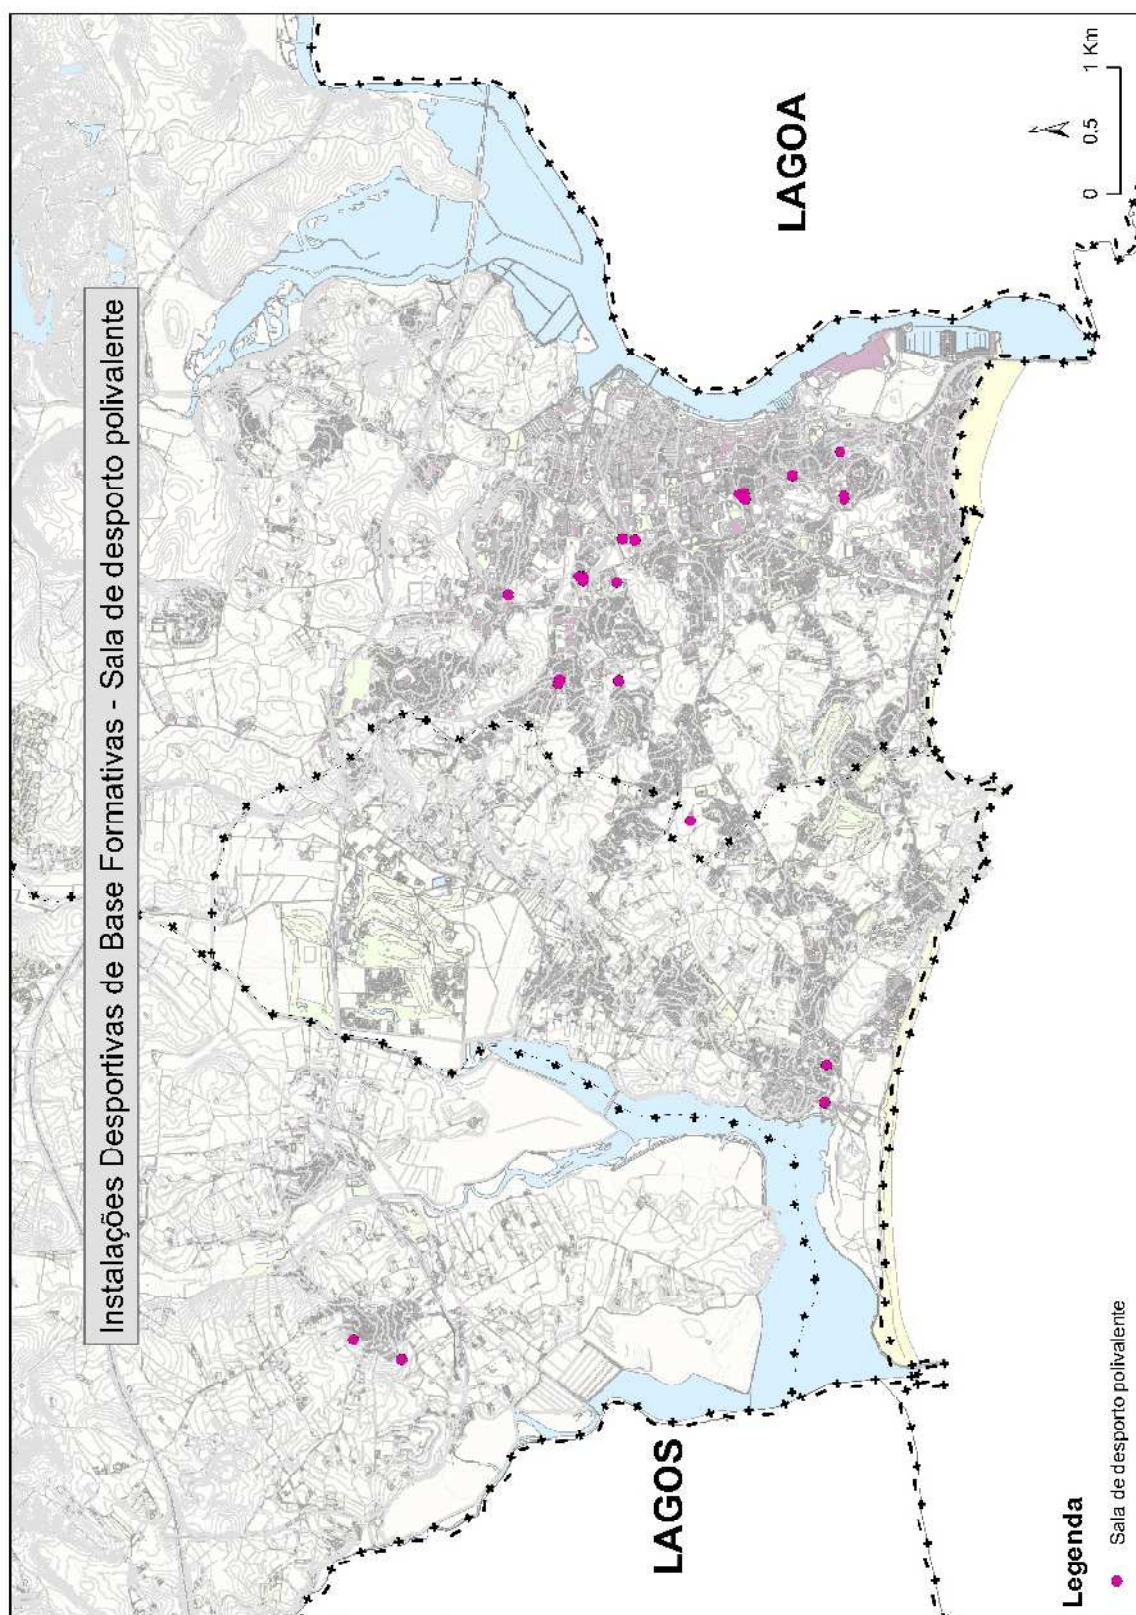 Instalações Desportivas de Base Formativas - Sala de desporto polivalente
LAGOS
LAGOA
Legenda
Sala de desporto polivalente
0 0.5 1 Km